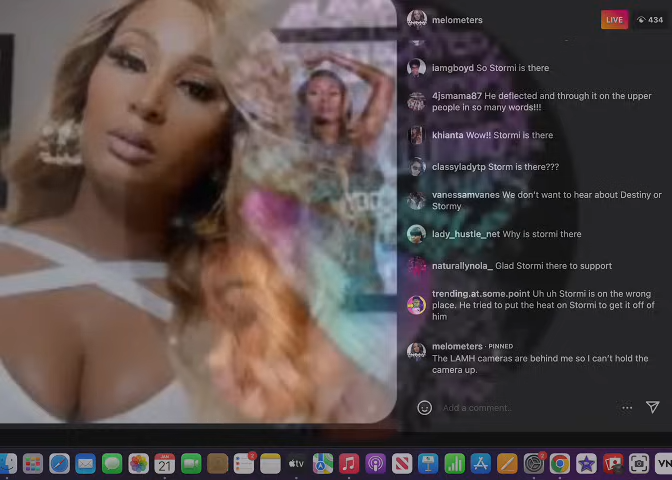 melometers
LIVE
434
iamgboyd So Stormi is there
4jsmama87 He deflected and through it on the upper
people in so many words!!!
khianta Wow!! Stormi is there
classyladytp Storm is there???
vanessamvanes We don't want to hear about Destiny or
Stormy
lady_hustle_net Why is stormi there
naturallynola_ Glad Stormi there to support
trending.at.some.point Uh uh Stormi is on the wrong
place. He tried to put the heat on Stormi to get it off of
him
melometers · PINNED
The LAMH cameras are behind me so I can't hold the
camera up.
Add a comment..
JAN
21
tv
VN